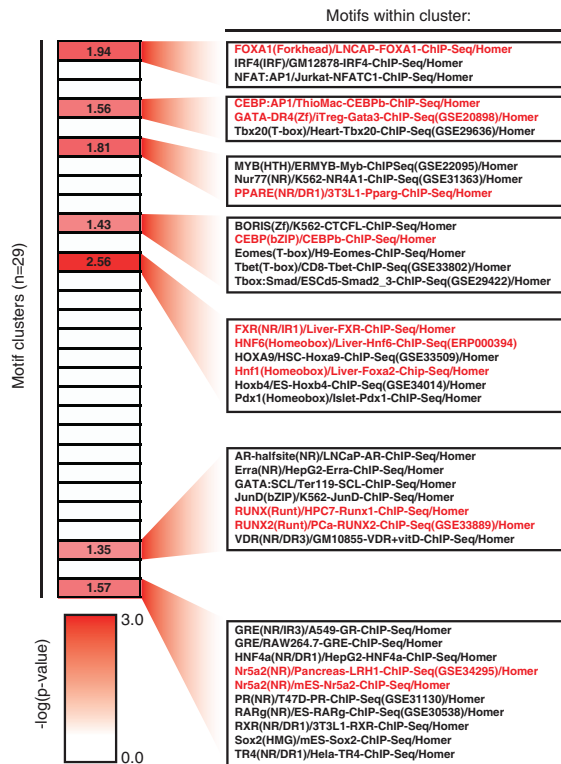 Motifs within cluster:
Motif clusters (n=29)
1.94
FOXA1(Forkhead)/LNCAP-FOXA1-ChIP-Seq/Homer
IRF4(IRF)/GM12878-IRF4-ChIP-Seq/Homer
NFAT:AP1/Jurkat-NFATC1-ChIP-Seq/Homer
1.56
CEBP:AP1/ThioMac-CEBPb-ChIP-Seq/Homer
GATA-DR4(Zf)/iTreg-Gata3-ChIP-Seq(GSE20898)/Homer
Tbx20(T-box)/Heart-Tbx20-ChIP-Seq(GSE29636)/Homer
1.81
MYB(HTH)/ERMYB-Myb-ChIPSeq(GSE22095)/Homer
Nur77(NR)/K562-NR4A1-ChIP-Seq(GSE31363)/Homer
PPARE(NR/DR1)/3T3L1-Pparg-ChIP-Seq/Homer
1.43
BORIS(Zf)/K562-CTCFL-ChIP-Seq/Homer
CEBP(bZIP)/CEBPb-ChIP-Seq/Homer
Eomes(T-box)/H9-Eomes-ChIP-Seq/Homer
Tbet(T-box)/CD8-Tbet-ChIP-Seq(GSE33802)/Homer
Tbox:Smad/ESCd5-Smad2_3-ChIP-Seq(GSE29422)/Homer
2.56
FXR(NR/IR1)/Liver-FXR-ChIP-Seq/Homer
HNF6(Homeobox)/Liver-Hnf6-ChIP-Seq(ERP000394)
HOXA9/HSC-Hoxa9-ChIP-Seq(GSE33509)/Homer
Hnf1(Homeobox)/Liver-Foxa2-Chip-Seq/Homer
Hoxb4/ES-Hoxb4-ChIP-Seq(GSE34014)/Homer
Pdx1(Homeobox)/Islet-Pdx1-ChIP-Seq/Homer
1.35
AR-halfsite(NR)/LNCaP-AR-ChIP-Seq/Homer
Erra(NR)/HepG2-Erra-ChIP-Seq/Homer
GATA:SCL/Ter119-SCL-ChIP-Seq/Homer
JunD(bZIP)/K562-JunD-ChIP-Seq/Homer
RUNX(Runt)/HPC7-Runx1-ChIP-Seq/Homer
RUNX2(Runt)/PCa-RUNX2-ChIP-Seq(GSE33889)/Homer
VDR(NR/DR3)/GM10855-VDR+vitD-ChIP-Seq/Homer
1.57
GRE(NR/IR3)/A549-GR-ChIP-Seq/Homer
GRE/RAW264.7-GRE-ChIP-Seq/Homer
HNF4a(NR/DR1)/HepG2-HNF4a-ChIP-Seq/Homer
Nr5a2(NR)/Pancreas-LRH1-ChIP-Seq(GSE34295)/Homer
Nr5a2(NR)/mES-Nr5a2-ChIP-Seq/Homer
PR(NR)/T47D-PR-ChIP-Seq(GSE31130)/Homer
RARg(NR)/ES-RARg-ChIP-Seq(GSE30538)/Homer
RXR(NR/DR1)/3T3L1-RXR-ChIP-Seq/Homer
Sox2(HMG)/mES-Sox2-ChIP-Seq/Homer
TR4(NR/DR1)/Hela-TR4-ChIP-Seq/Homer
-log(p-value)
3.0
0.0